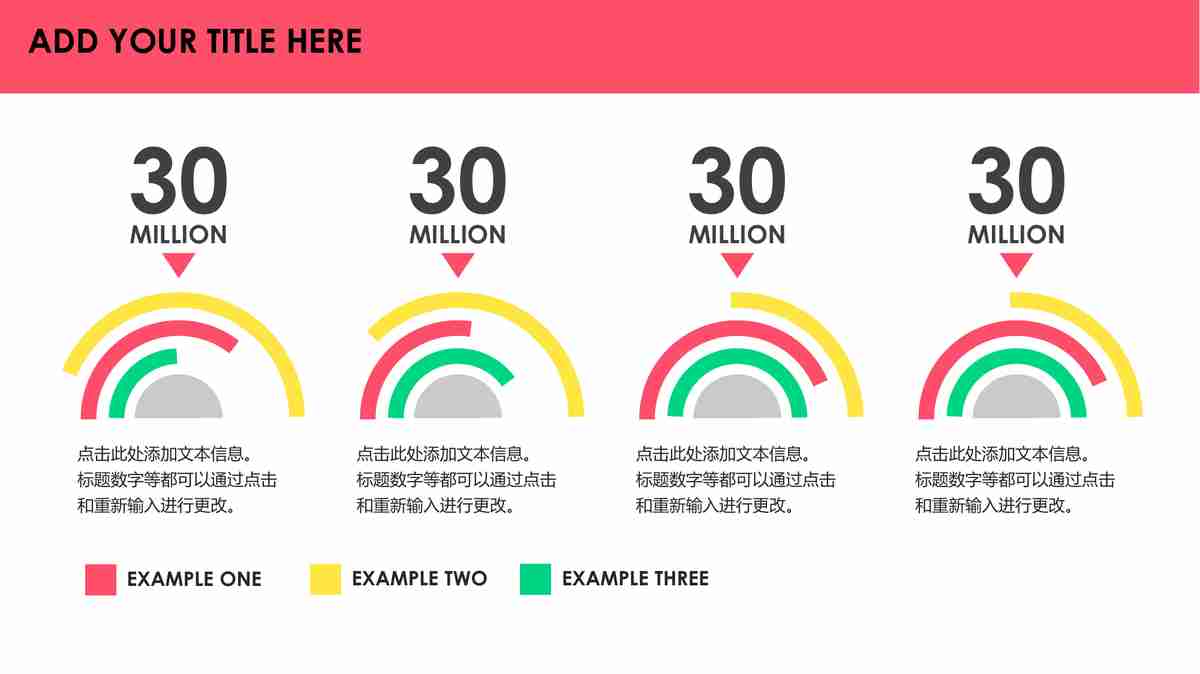 ADD YOUR TITLE HERE
30
MILLION
30
MILLION
30
MILLION
30
MILLION
点击此处添加文本信息。
标题数字等都可以通过点击
和重新输入进行更改。
点击此处添加文本信息。
标题数字等都可以通过点击
和重新输入进行更改。
点击此处添加文本信息。
标题数字等都可以通过点击
和重新输入进行更改。
点击此处添加文本信息。
标题数字等都可以通过点击
和重新输入进行更改。
EXAMPLE ONE
EXAMPLE TWO
EXAMPLE THREE